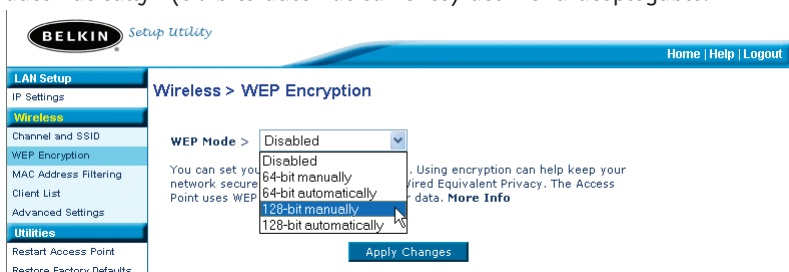 BELKIN Setup Utility
Home | Help | Logout
LAN Setup
IP Settings
Wireless
Channel and SSID
WEP Encryption
MAC Address Filtering
Client List
Advanced Settings
Utilities
Restart Access Point
Restore Factory Defaults
Wireless > WEP Encryption
WEP Mode > Disabled
Disabled
64-bit manually
64-bit automatically
128-bit manually
128-bit automatically
You can set you . Using encryption can help keep your
network secure Wired Equivalent Privacy. The Access
Point uses WEP r data. More Info
Apply Changes